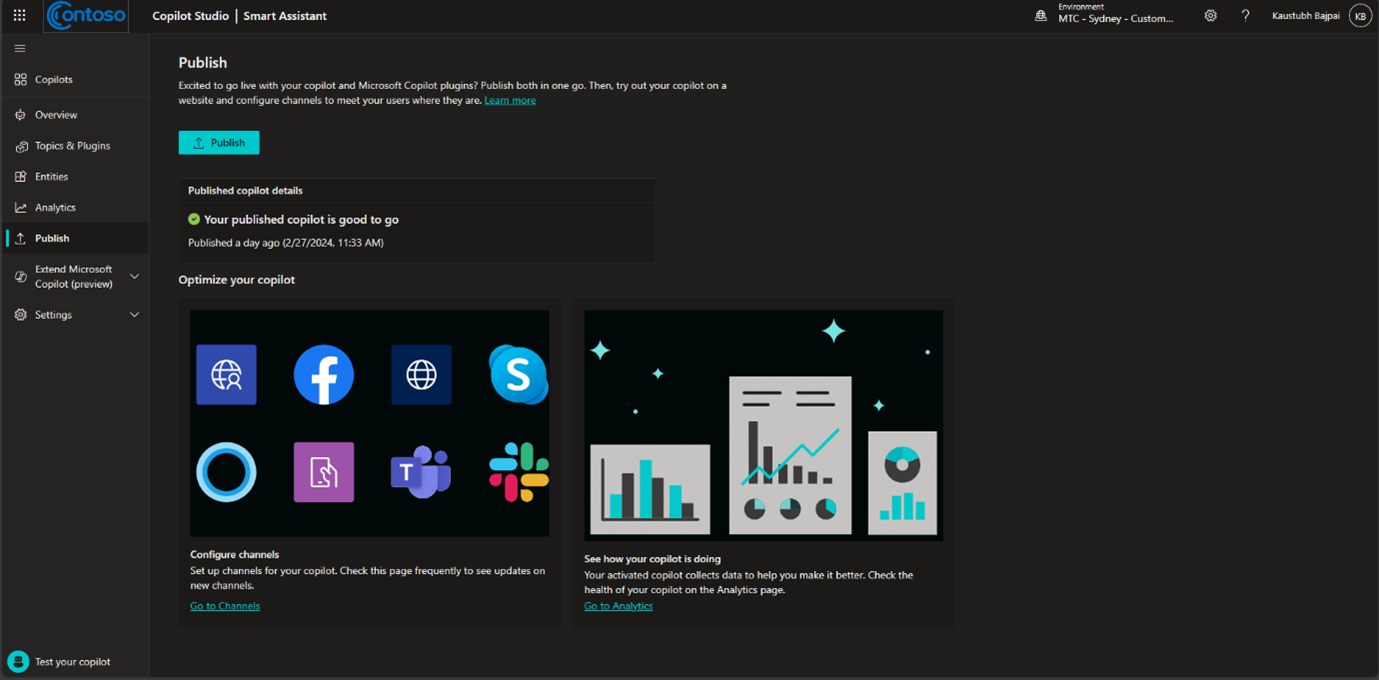 Contoso
Copilot Studio | Smart Assistant
Environment
MTC - Sydney - Custom...
?
Kaustubh Bajpai
KB
Copilots
Overview
Topics & Plugins
Entities
Analytics
Publish
Extend Microsoft
Copilot (preview)
Settings
Test your copilot
Publish
Excited to go live with your copilot and Microsoft Copilot plugins? Publish both in one go. Then, try out your copilot on a
website and configure channels to meet your users where they are. Learn more
Publish
Published copilot details
Your published copilot is good to go
Published a day ago (2/27/2024, 11:33 AM)
Optimize your copilot
S
T
Configure channels
Set up channels for your copilot. Check this page frequently to see updates on
new channels.
Go to Channels
See how your copilot is doing
Your activated copilot collects data to help you make it better. Check the
health of your copilot on the Analytics page.
Go to Analytics